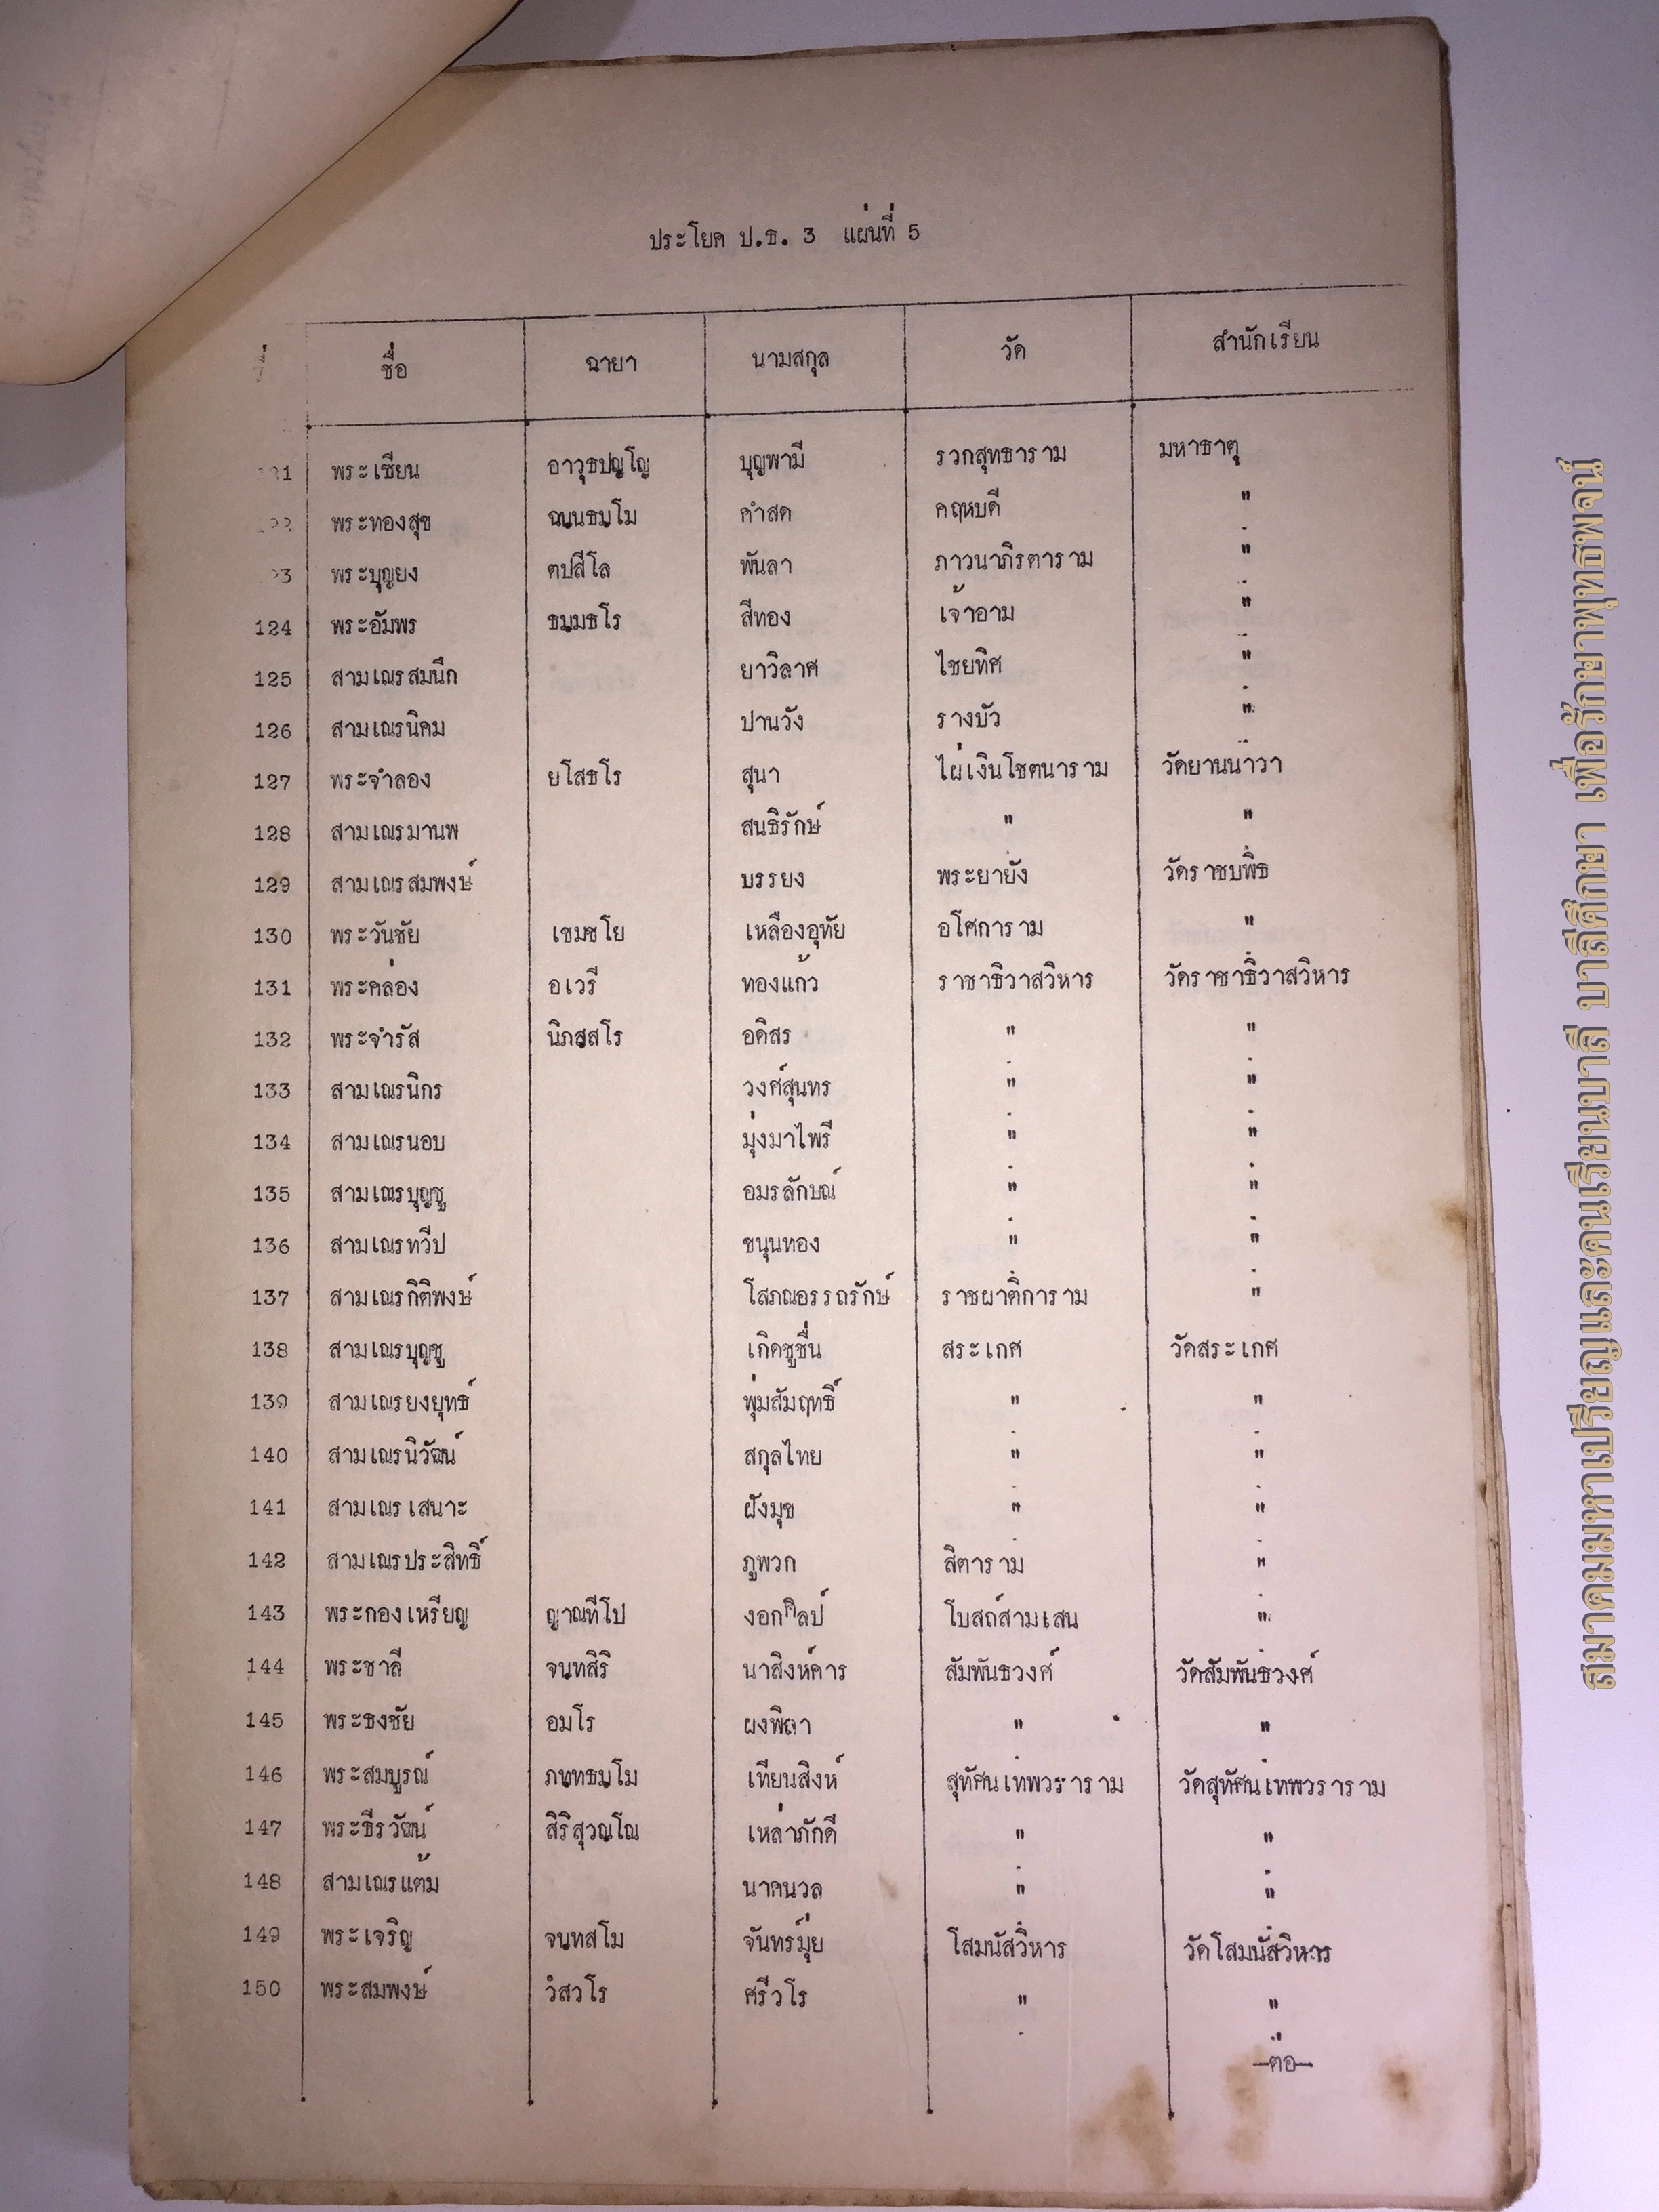 ประโยค ป.ธ. 3 แผ่นที่ 5
ที่ ชื่อ ฉายา นามสกุล วัด สำนักเรียน
121 พระเซียน อาวุธปญฺโญ บุญพามี รวกสุทธาราม มหาธาตุ
122 พระทองสุข ฉนฺนธมฺโม คำสด คฤหบดี "
123 พระบุญยง ตปสีโล พันลา ภาวนาภิรตาราม "
124 พระอัมพร ธมฺมธโร สีทอง เจ้าอาม "
125 สามเณรสมนึก ยาวิลาศ ไชยทิศ "
126 สามเณรนิคม ปานวัง รางบัว "
127 พระจำลอง ยโสธโร สุนา ไผ่เงินโชตนาราม วัดยานนาวา
128 สามเณรมานพ สนธิรักษ์ " "
129 สามเณรสมพงษ์ บรรยง พระยายัง วัดราชบพิธ
130 พระวันชัย เขมชโย เหลืองอุทัย อโศการาม "
131 พระคล่อง อเวรี ทองแก้ว ราชาธิวาสวิหาร วัดราชาธิวาสวิหาร
132 พระจำรัส นิภสฺสโร อดิสร " "
133 สามเณรนิกร วงศ์สุนทร " "
134 สามเณรนอบ มุ่งมาไพรี " "
135 สามเณรบุญชู อมรลักษณ์ " "
136 สามเณรทวีป ขนุนทอง " "
137 สามเณรกิติพงษ์ โสภณอรรถรักษ์ ราชผาติการาม "
138 สามเณรบุญชู เกิดชูชื่น สระเกศ วัดสระเกศ
139 สามเณรยงยุทธ์ พุ่มสัมฤทธิ์ " "
140 สามเณรนิวัฒน์ สกุลไทย " "
141 สามเณรเสนาะ ฝังมุข " "
142 สามเณรประสิทธิ์ ภูพวก สิตาราม "
143 พระกองเหรียญ ญาณทีโป งอกศิลป์ โบสถ์สามเสน "
144 พระชาลี จนฺทสิริ นาสิงห์คาร สัมพันธวงศ์ วัดสัมพันธวงศ์
145 พระธงชัย อมโร ผงพิลา " "
146 พระสมบูรณ์ ภทฺทธมฺโม เทียนสิงห์ สุทัศนเทพวราราม วัดสุทัศนเทพวราราม
147 พระธีรวัฒน์ สิริสุวณฺโณ เหล่าภักดี " "
148 สามเณรแต้ม นาคนวล " "
149 พระเจริญ จนฺทสโม จันทร์มุ่ย โสมนัสวิหาร วัดโสมนัสวิหาร
150 พระสมพงษ์ วํสวโร ศรีวโร " "
–ต่อ–
สมาคมมหาเปรียญและคนเรียนบาลี บาลีศึกษา เพื่อรักษาพุทธพจน์